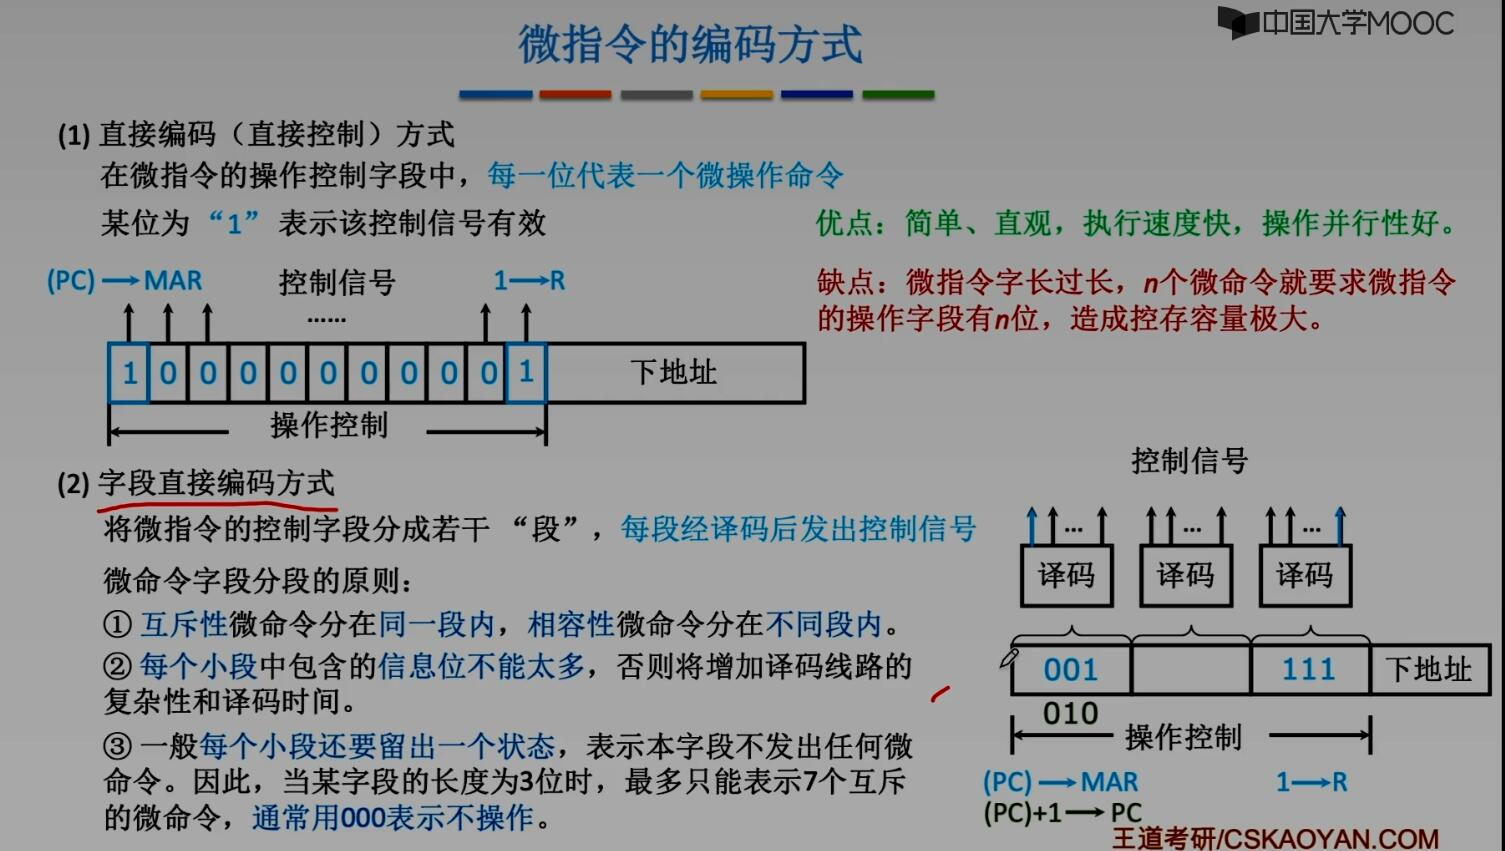 中国大学MOOC
微指令的编码方式
(1) 直接编码（直接控制）方式
在微指令的操作控制字段中，每一位代表一个微操作命令
某位为“1”表示该控制信号有效
优点：简单、直观，执行速度快，操作并行性好。
缺点：微指令字长过长，n个微命令就要求微指令
的操作字段有n位，造成控存容量极大。
(PC)→MAR 控制信号 1→R
……
1 0 0 0 0 0 0 0 0 0 1 下地址
操作控制
(2) 字段直接编码方式
将微指令的控制字段分成若干“段”，每段经译码后发出控制信号
微命令字段分段的原则：
① 互斥性微命令分在同一段内，相容性微命令分在不同段内。
② 每个小段中包含的信息位不能太多，否则将增加译码线路的
复杂性和译码时间。
③ 一般每个小段还要留出一个状态，表示本字段不发出任何微
命令。因此，当某字段的长度为3位时，最多只能表示7个互斥
的微命令，通常用000表示不操作。
控制信号
... ... ...
译码 译码 译码
001 111 下地址
010
操作控制
(PC)→MAR 1→R
(PC)+1→PC
王道考研/CSKAOYAN.COM